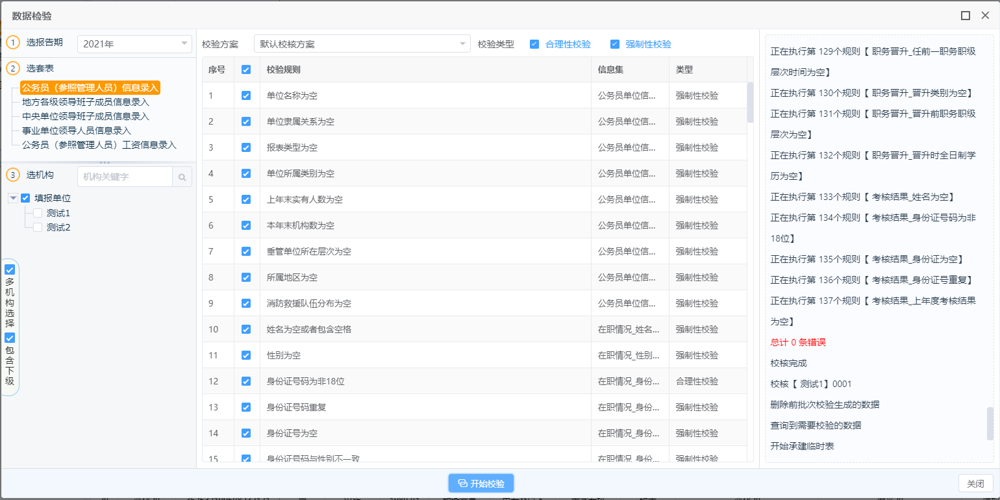 数据检验
1 选报告期 2021年
2 选套表
公务员（参照管理人员）信息录入
地方各级领导班子成员信息录入
中央单位领导班子成员信息录入
事业单位领导人员信息录入
公务员（参照管理人员）工资信息录入
3 选机构 机构关键字
填报单位
测试1
测试2
多机构选择
包含下级
校验方案 默认校核方案 校验类型 合理性校验 强制性校验
序号 校验规则 信息集 类型
1 单位名称为空 公务员单位信... 强制性校验
2 单位隶属关系为空 公务员单位信... 强制性校验
3 报表类型为空 公务员单位信... 强制性校验
4 单位所属类别为空 公务员单位信... 强制性校验
5 上年末实有人数为空 公务员单位信... 强制性校验
6 本年末机构数为空 公务员单位信... 强制性校验
7 垂管单位所在层次为空 公务员单位信... 强制性校验
8 所属地区为空 公务员单位信... 强制性校验
9 消防救援队伍分布为空 公务员单位信... 强制性校验
10 姓名为空或者包含空格 在职情况_姓名... 强制性校验
11 性别为空 在职情况_性别... 强制性校验
12 身份证号码为非18位 在职情况_身份... 合理性校验
13 身份证号码重复 在职情况_身份... 强制性校验
14 身份证号为空 在职情况_身份... 强制性校验
15 身份证号码与性别不一致 在职情况_身份... 强制性校验
正在执行第 129个规则【 职务晋升_任前一职务职级
层次时间为空】
正在执行第 130个规则【 职务晋升_晋升类别为空】
正在执行第 131个规则【 职务晋升_晋升前职务职级
层次为空】
正在执行第 132个规则【 职务晋升_晋升时全日制学
历为空】
正在执行第 133个规则【 考核结果_姓名为空】
正在执行第 134个规则【 考核结果_身份证号码为非
18位】
正在执行第 135个规则【 考核结果_身份证为空】
正在执行第 136个规则【 考核结果_身份证号重复】
正在执行第 137个规则【 考核结果_上年度考核结果
为空】
总计 0 条错误
校核完成
校核【 测试1】0001
删除前批次校验生成的数据
查询到需要校验的数据
开始承建临时表
开始校验
关闭